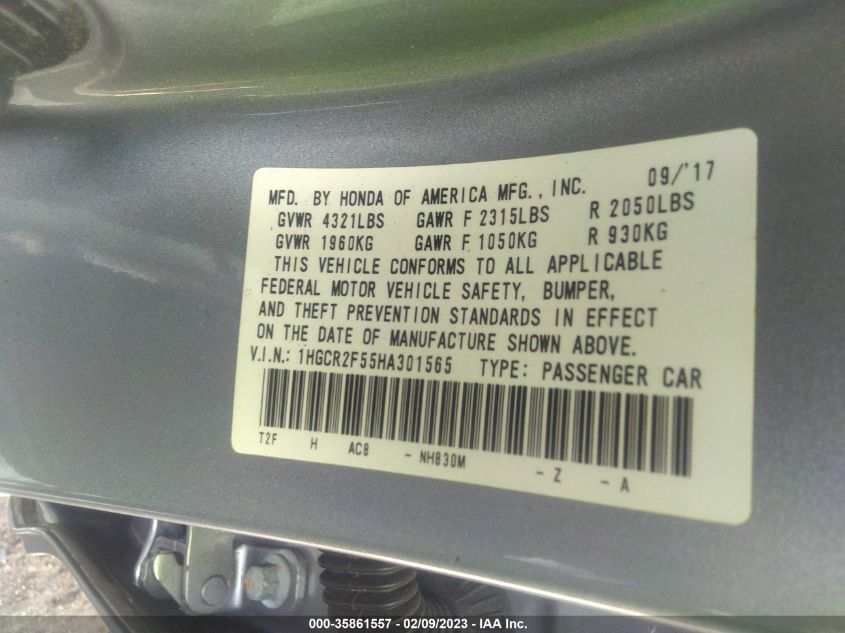 MFD. BY HONDA OF AMERICA MFG., INC. 09/'17
GVWR 4321LBS GAWR F 2315LBS R 2050LBS
GVWR 1960KG GAWR F 1050KG R 930KG
THIS VEHICLE CONFORMS TO ALL APPLICABLE
FEDERAL MOTOR VEHICLE SAFETY, BUMPER,
AND THEFT PREVENTION STANDARDS IN EFFECT
ON THE DATE OF MANUFACTURE SHOWN ABOVE.
V.I.N.: 1HGCR2F55HA301565 TYPE: PASSENGER CAR
T2F H AC8 - NH830M - Z - A
000-35861557 - 02/09/2023 - IAA Inc.